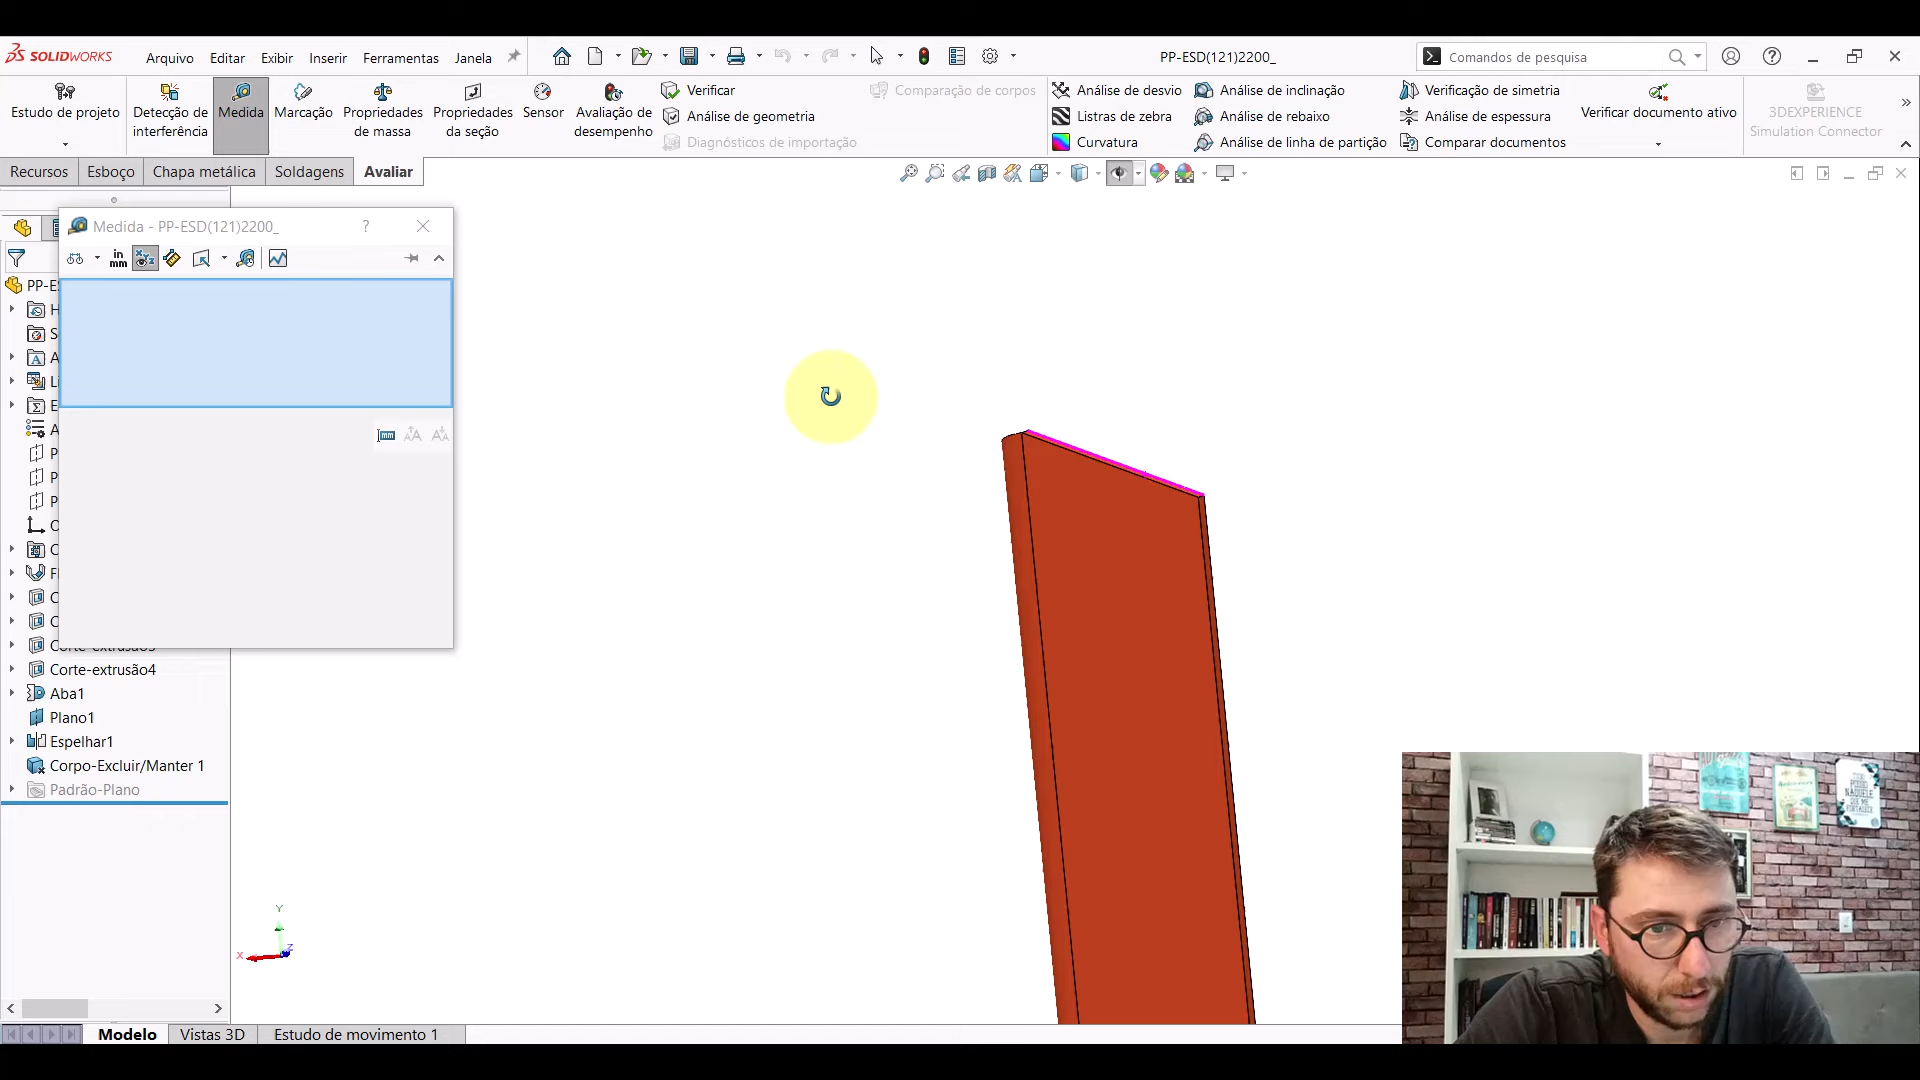 SOLIDWORKS
Arquivo Editar Exibir Inserir Ferramentas Janela
PP-ESD(121)2200_
Comandos de pesquisa
Estudo de projeto
Detecção de interferência
Medida
Marcação
Propriedades de massa
Propriedades da seção
Sensor
Avaliação de desempenho
Verificar
Análise de geometria
Diagnósticos de importação
Comparação de corpos
Análise de desvio
Listras de zebra
Curvatura
Análise de inclinação
Análise de rebaixo
Análise de linha de partição
Verificação de simetria
Análise de espessura
Comparar documentos
Verificar documento ativo
3DEXPERIENCE
Simulation Connector
Recursos Esboço Chapa metálica Soldagens Avaliar
Medida - PP-ESD(121)2200_
?
in
mm
PP-E
mm
Corte-extrusão4
Aba1
Plano1
Espelhar1
Corpo-Excluir/Manter 1
Padrão-Plano
Y
X
Z
Modelo Vistas 3D Estudo de movimento 1